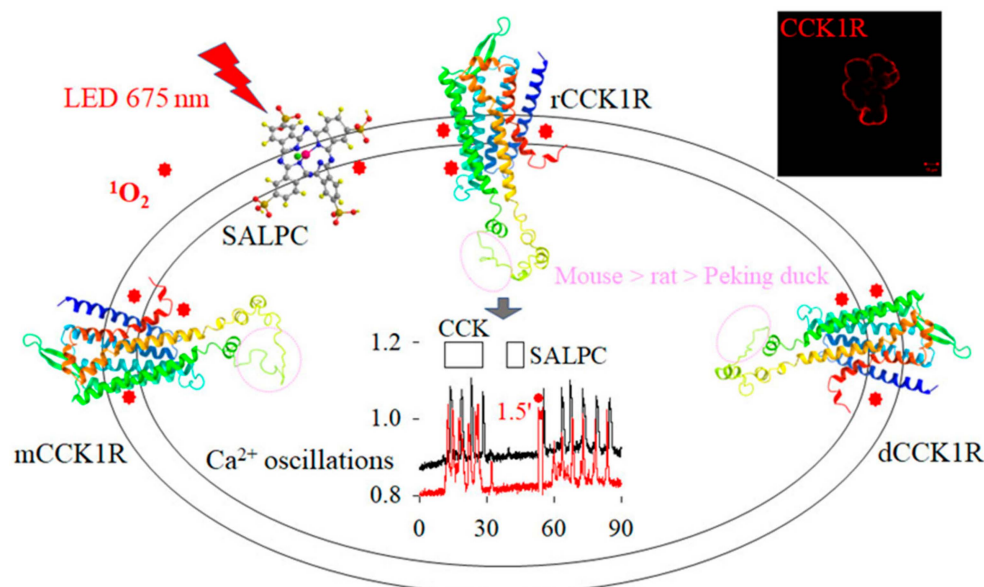 CCK1R
LED 675 nm
rCCK1R
¹O₂
SALPC
Mouse > rat > Peking duck
CCK
SALPC
1.2
1.0
0.8
1.5'
mCCK1R
Ca²⁺ oscillations
dCCK1R
0 30 60 90